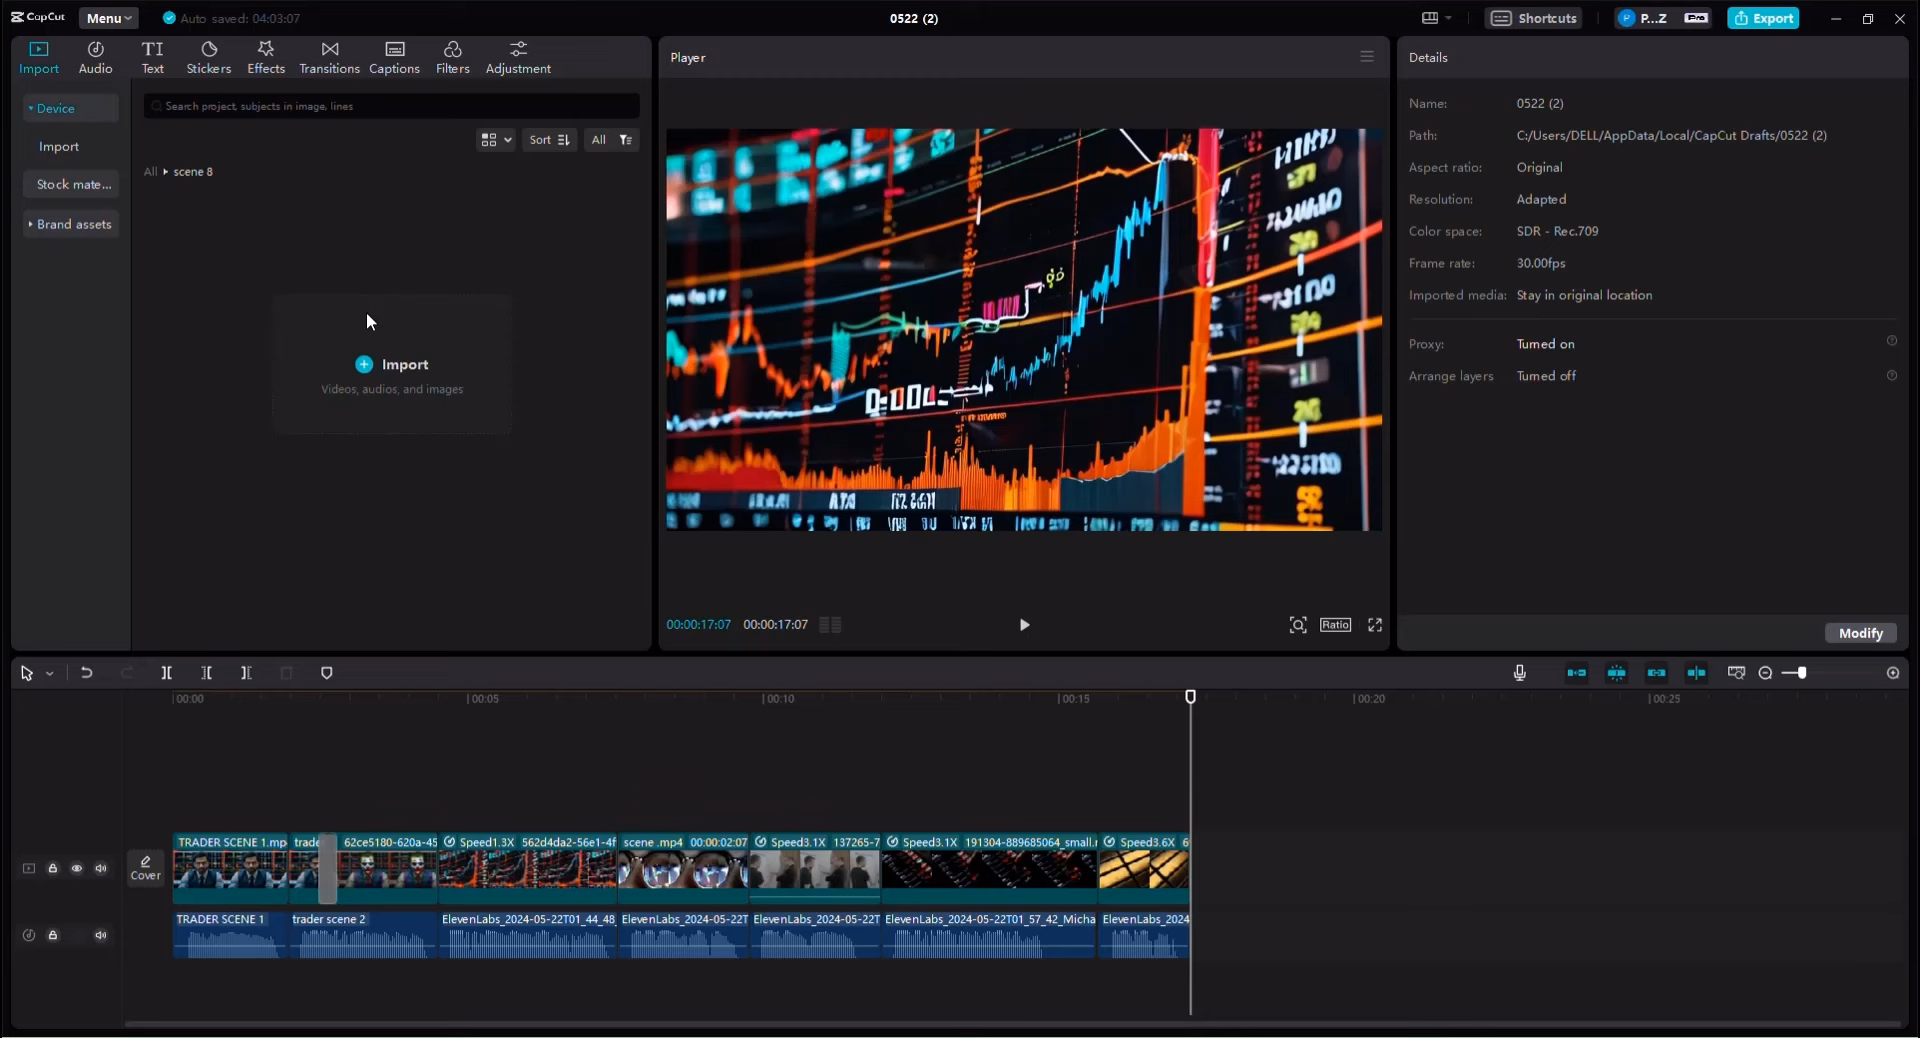 CapCut
Menu
Auto saved: 04:03:07
0522 (2)
Shortcuts
P...Z
Pro
Export
Import
Audio
TI
Text
Stickers
Effects
Transitions
Captions
Filters
Adjustment
Device
Import
Stock mate...
Brand assets
Search project, subjects in image, lines
Sort
All
All
scene 8
Import
Videos, audios, and images
Player
00:00:17:07
00:00:17:07
Ratio
Details
Name: 0522 (2)
Path: C:/Users/DELL/AppData/Local/CapCut Drafts/0522 (2)
Aspect ratio: Original
Resolution: Adapted
Color space: SDR - Rec.709
Frame rate: 30.00fps
Imported media: Stay in original location
Proxy: Turned on
Arrange layers Turned off
Modify
00:00 00:05 00:10 00:15 00:20 00:25
Cover
TRADER SCENE 1.mp
trade
62ce5180-620a-45
Speed1.3X 562d4da2-56e1-4f
scene .mp4 00:00:02:07
Speed3.1X 137265-7
Speed3.1X 191304-889685064_small.r
Speed3.6X
TRADER SCENE 1
trader scene 2
ElevenLabs_2024-05-22T01_44_48
ElevenLabs_2024-05-22T
ElevenLabs_2024-05-22T
ElevenLabs_2024-05-22T01_57_42_Micha
ElevenLabs_2024